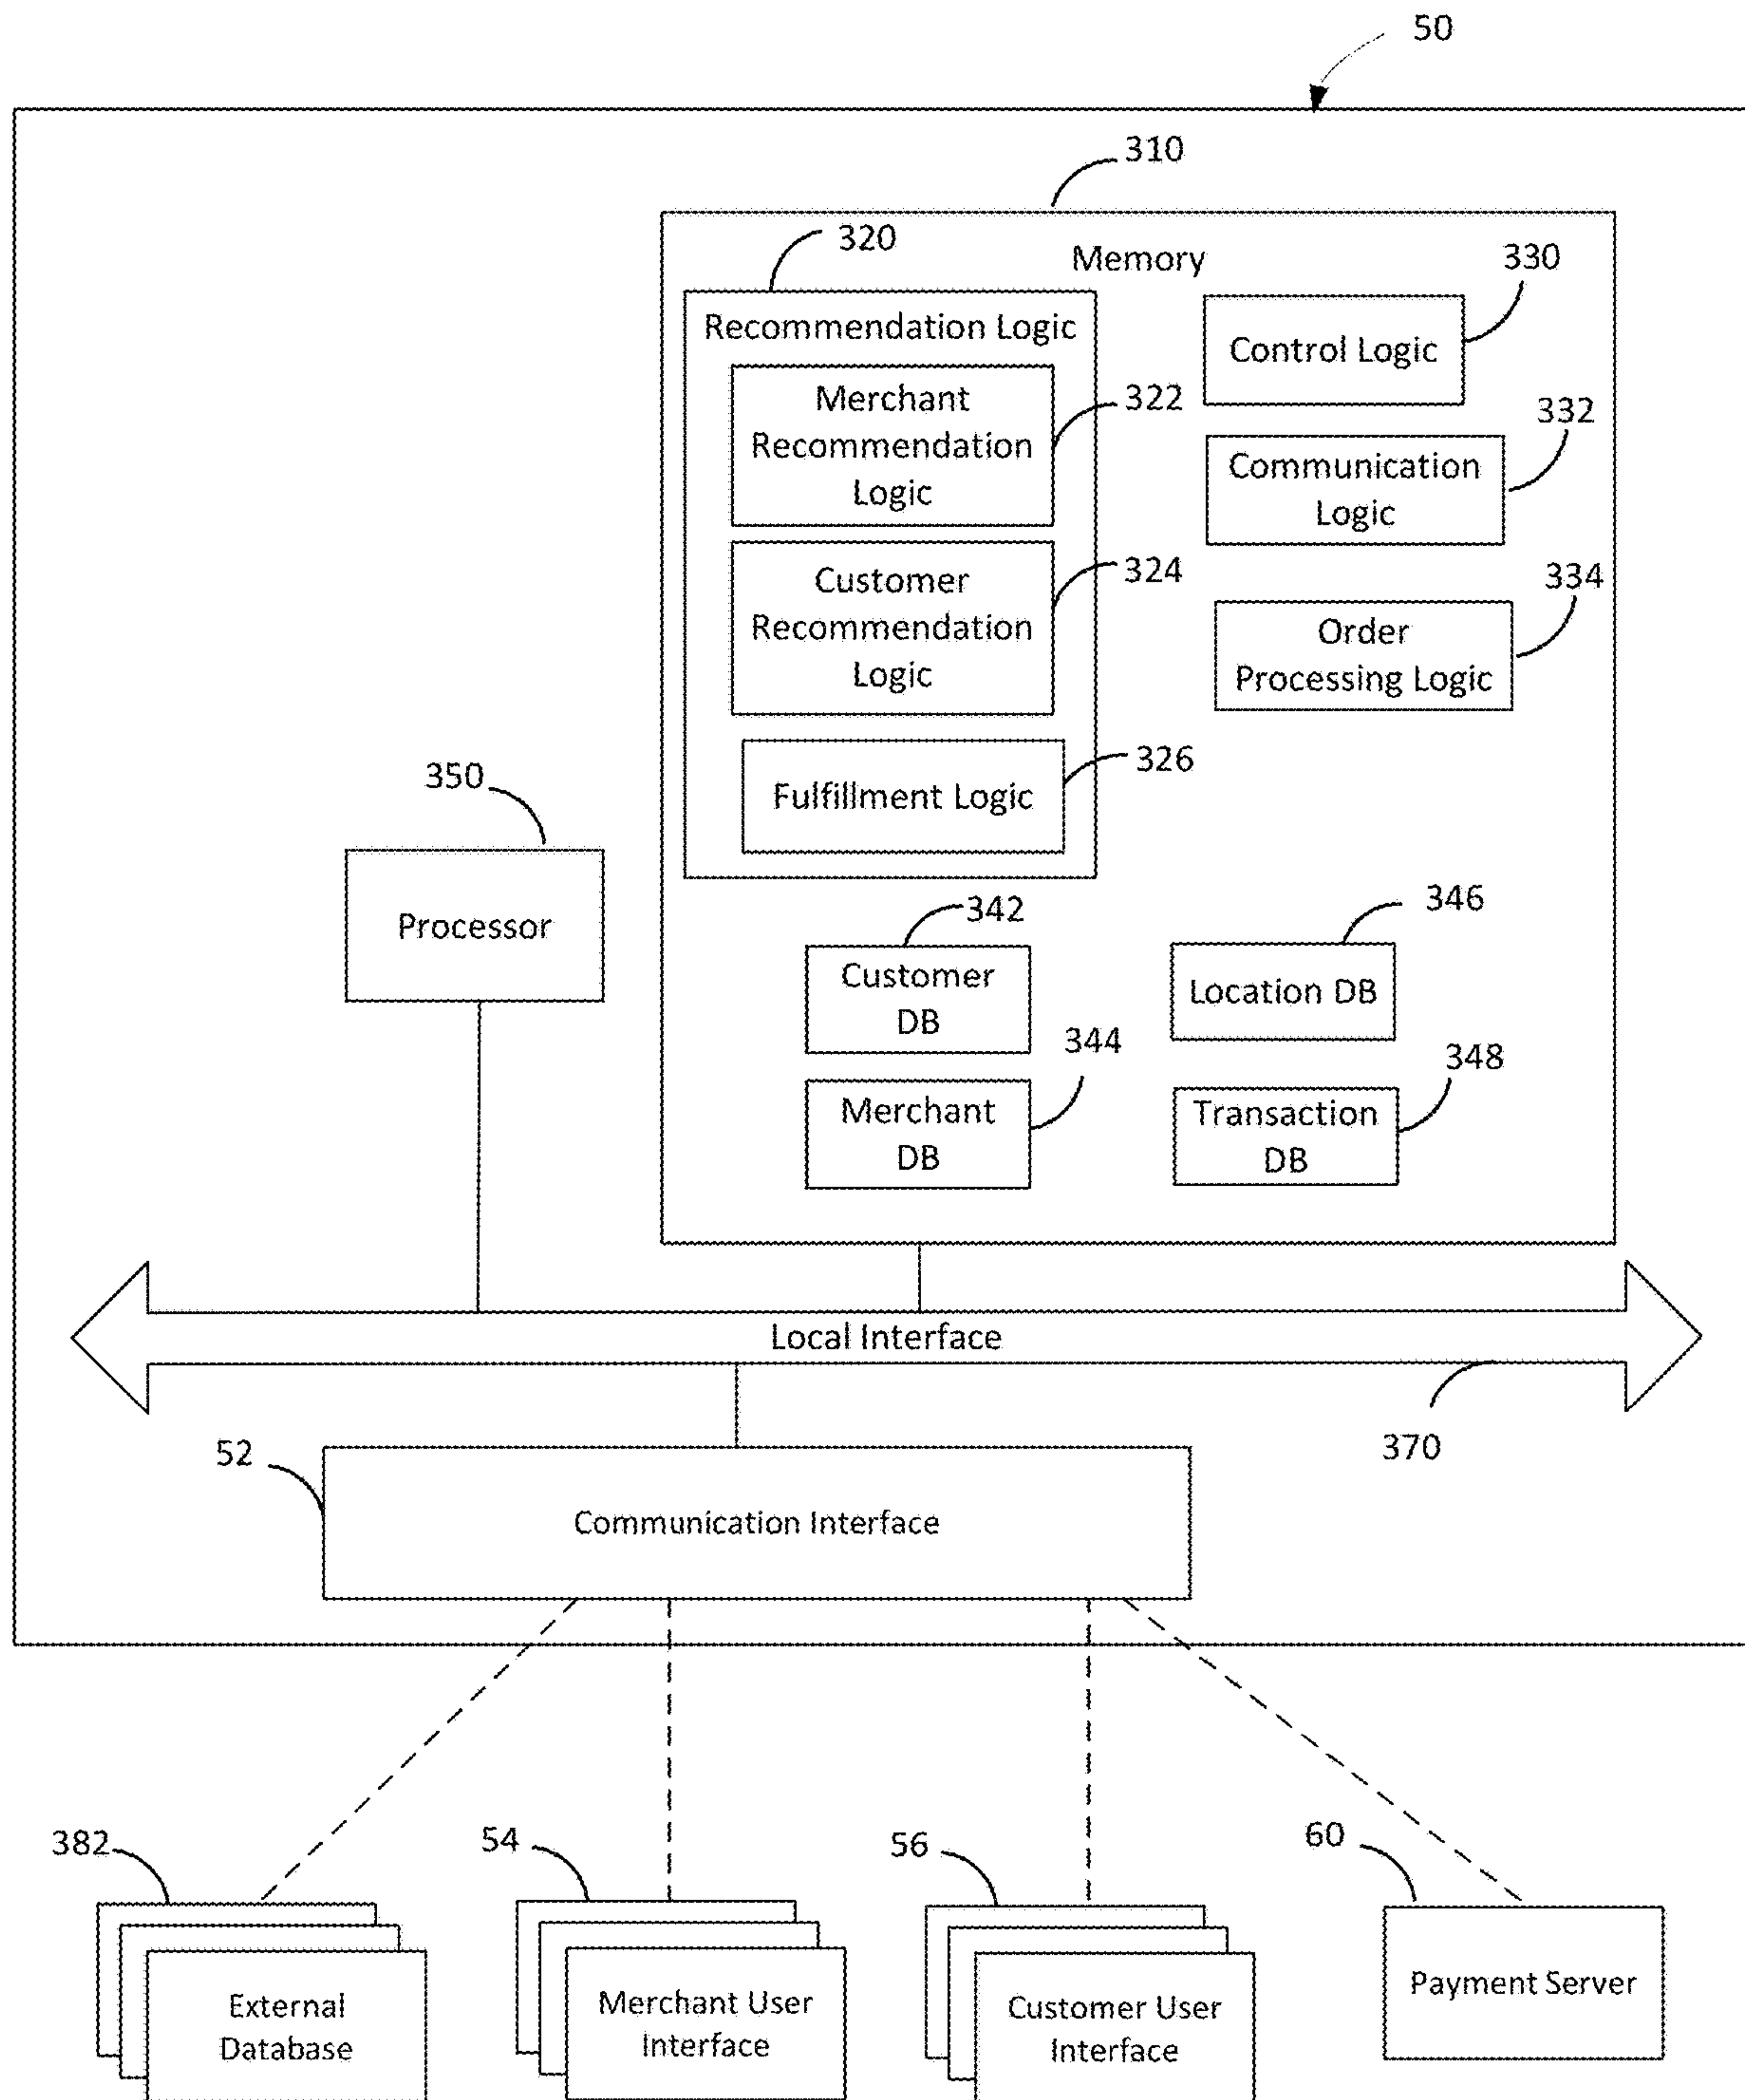 50
310
320
Memory
330
Recommendation Logic
Control Logic
Merchant
Recommendation
Logic
322
332
Communication
Logic
Customer
Recommendation
Logic
324
334
Order
Processing Logic
326
Fulfillment Logic
350
Processor
342
346
Customer
DB
Location DB
344
348
Merchant
DB
Transaction
DB
Local Interface
370
52
Communication Interface
382
54
56
60
External
Database
Merchant User
Interface
Customer User
Interface
Payment Server